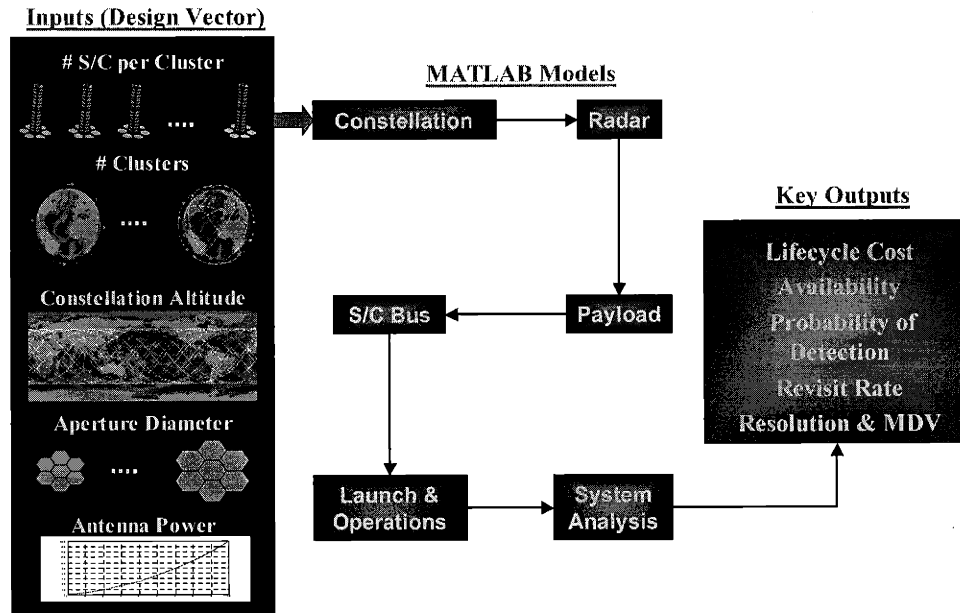 Inputs (Design Vector)
# S/C per Cluster
....
# Clusters
....
Constellation Altitude
Aperture Diameter
....
Antenna Power
MATLAB Models
Constellation
Radar
S/C Bus
Payload
Launch &
Operations
System
Analysis
Key Outputs
Lifecycle Cost
Availability
Probability of
Detection
Revisit Rate
Resolution & MDV